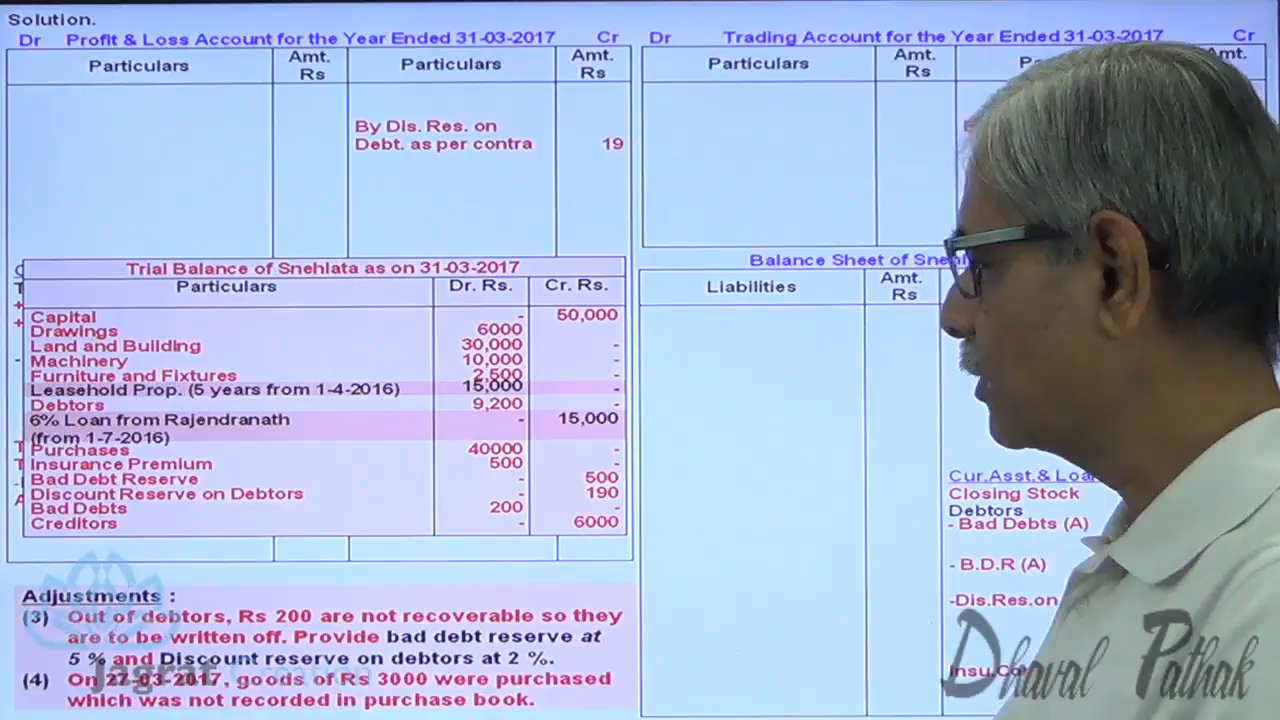 Solution.
Dr Profit & Loss Account for the Year Ended 31-03-2017 Cr
Particulars Amt. Rs Particulars Amt. Rs
By Dis. Res. on
Debt. as per contra 19
Dr Trading Account for the Year Ended 31-03-2017 Cr
Particulars Amt. Rs
Trial Balance of Snehlata as on 31-03-2017
Particulars Dr. Rs. Cr. Rs.
Capital - 50,000
Drawings 6000 -
Land and Building 30,000 -
Machinery 10,000 -
Furniture and Fixtures 2,500 -
Leasehold Prop. (5 years from 1-4-2016) 15,000 -
Debtors 9,200 -
6% Loan from Rajendranath - 15,000
(from 1-7-2016)
Purchases 40000 -
Insurance Premium 500 -
Bad Debt Reserve - 500
Discount Reserve on Debtors - 190
Bad Debts 200 -
Creditors - 6000
Balance Sheet of
Liabilities Amt. Rs
Cur.Asst.&
Closing Stock
Debtors
- Bad Debts (A)
- B.D.R (A)
-Dis.Res.on
Adjustments :
(3) Out of debtors, Rs 200 are not recoverable so they
are to be written off. Provide bad debt reserve at
5 % and Discount reserve on debtors at 2 %.
(4) On 27-03-2017, goods of Rs 3000 were purchased
which was not recorded in purchase book.
Jagrat Creation
Dhaval Pathak